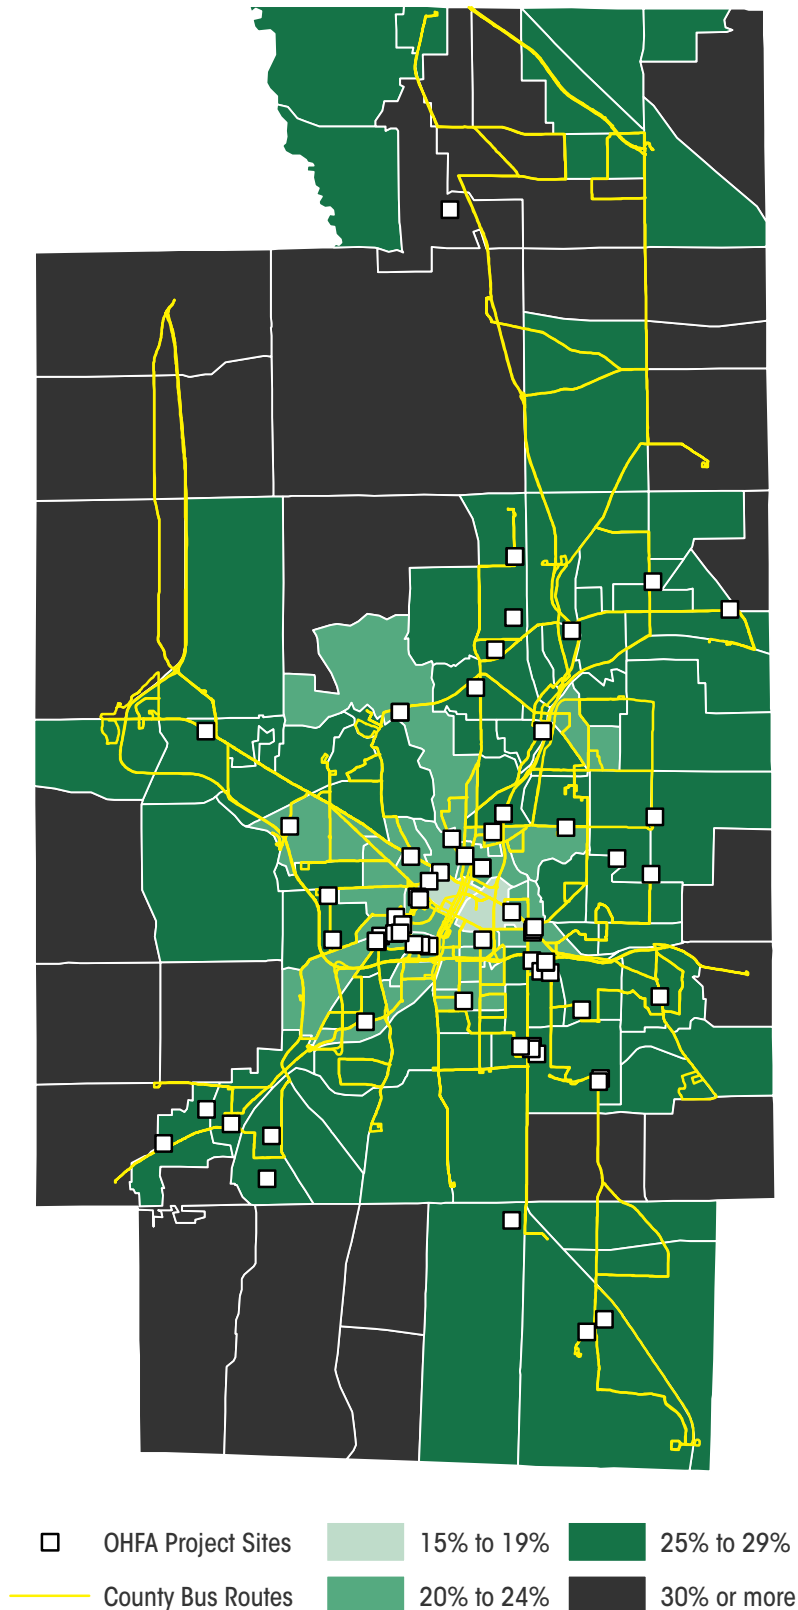 OHFA Project Sites
15% to 19%
25% to 29%
County Bus Routes
20% to 24%
30% or more